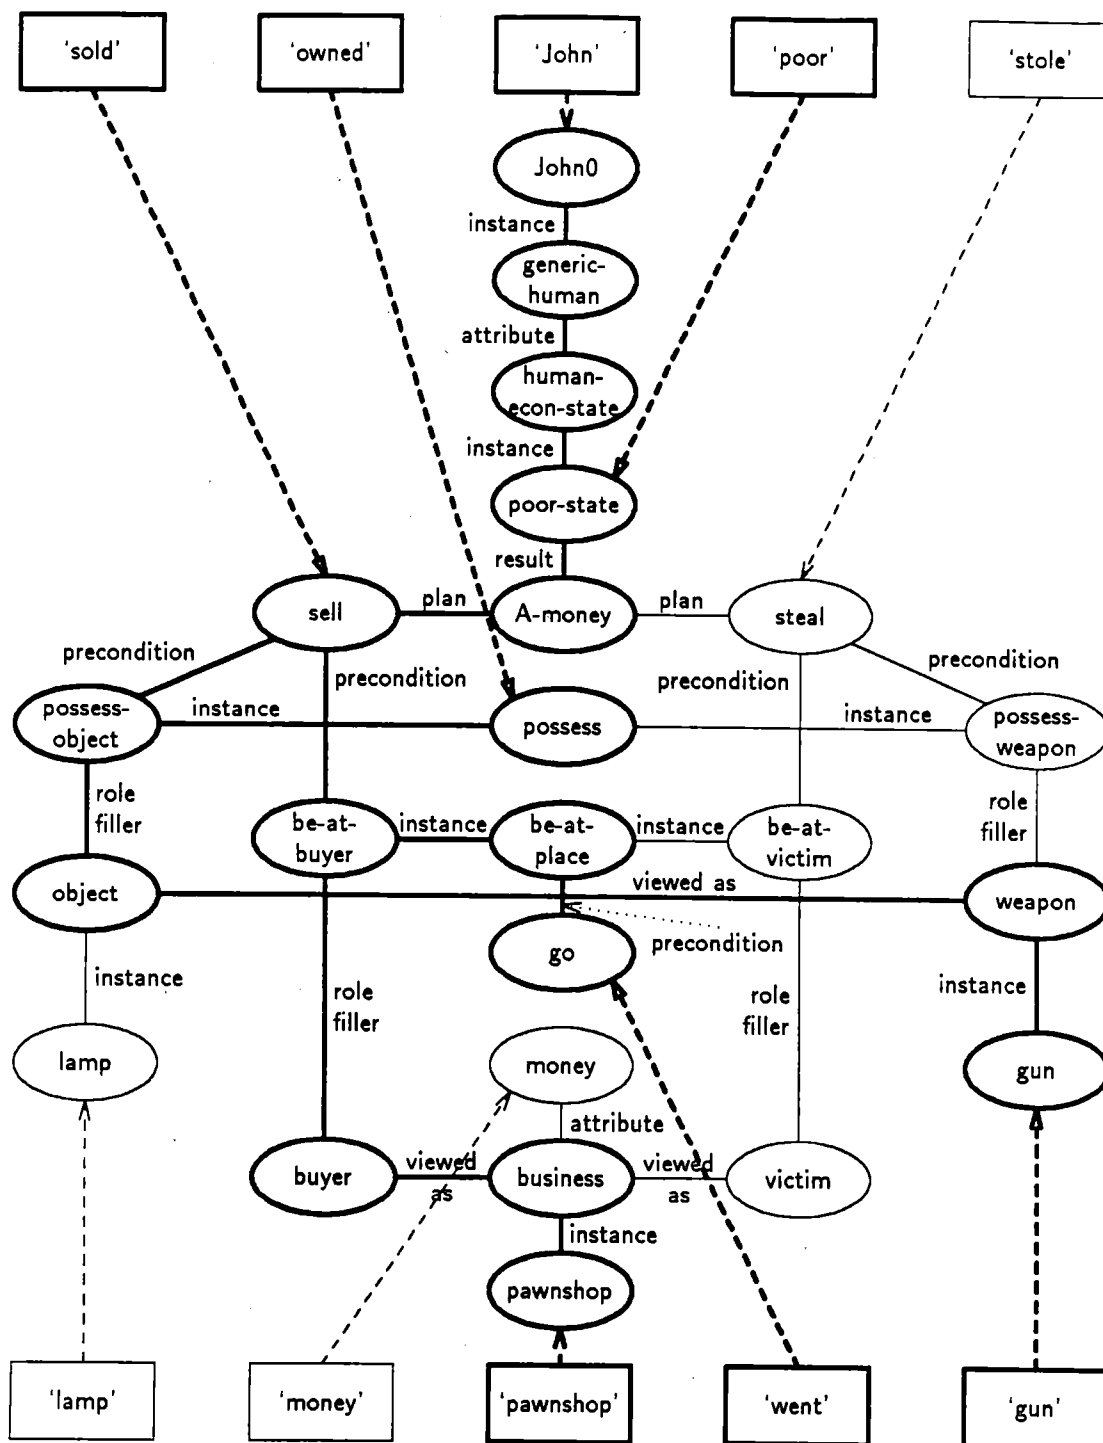 ‘sold’
‘owned’
‘John’
‘poor’
‘stole’
John0
instance
generic-
human
attribute
human-
econ-state
instance
poor-state
result
sell
plan
A-money
plan
steal
precondition
precondition
precondition
precondition
possess-
object
instance
possess
instance
possess-
weapon
role
filler
role
filler
be-at-
buyer
instance
be-at-
place
instance
be-at-
victim
object
viewed as
weapon
precondition
go
instance
role
filler
role
filler
instance
lamp
money
gun
attribute
buyer
viewed
as
business
viewed
as
victim
instance
pawnshop
‘lamp’
‘money’
‘pawnshop’
‘went’
‘gun’